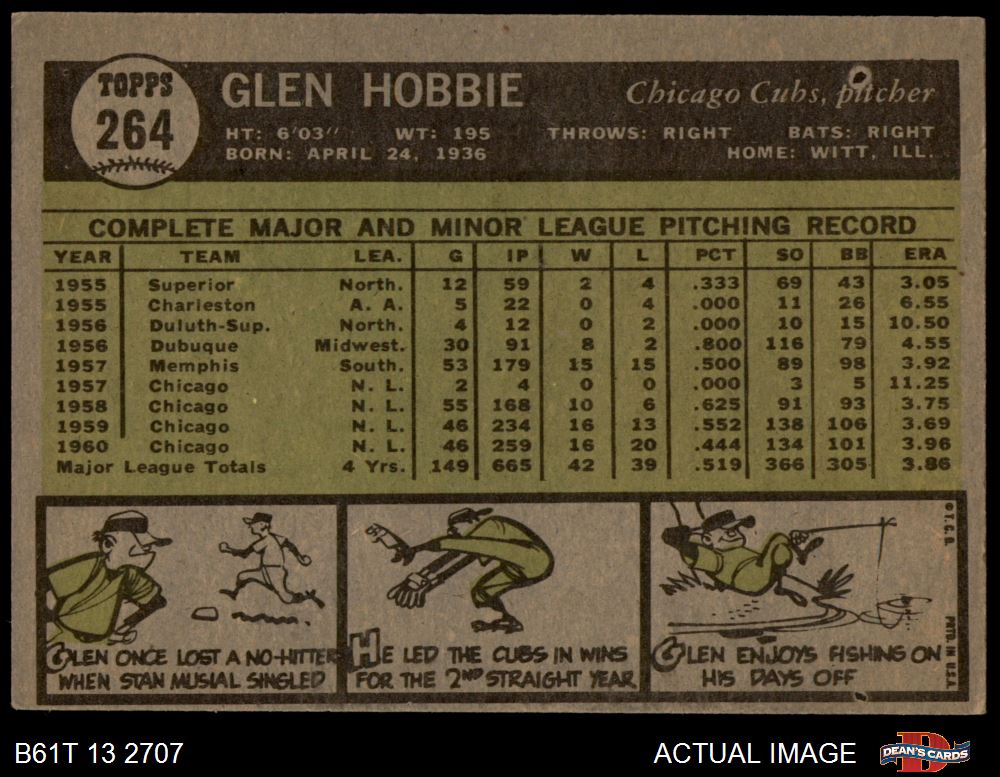 TOPPS
264
GLEN HOBBIE
Chicago Cubs, pitcher
HT: 6'03" WT: 195 THROWS: RIGHT BATS: RIGHT
BORN: APRIL 24, 1936 HOME: WITT, ILL.
COMPLETE MAJOR AND MINOR LEAGUE PITCHING RECORD
YEAR TEAM LEA. G IP W L PCT SO BB ERA
1955 Superior North. 12 59 2 4 .333 69 43 3.05
1955 Charleston A. A. 5 22 0 4 .000 11 26 6.55
1956 Duluth-Sup. North. 4 12 0 2 .000 10 15 10.50
1956 Dubuque Midwest. 30 91 8 2 .800 116 79 4.55
1957 Memphis South. 53 179 15 15 .500 89 98 3.92
1957 Chicago N. L. 2 4 0 0 .000 3 5 11.25
1958 Chicago N. L. 55 168 10 6 .625 91 93 3.75
1959 Chicago N. L. 46 234 16 13 .552 138 106 3.69
1960 Chicago N. L. 46 259 16 20 .444 134 101 3.96
Major League Totals 4 Yrs. 149 665 42 39 .519 366 305 3.86
GLEN ONCE LOST A NO-HITTER
WHEN STAN MUSIAL SINGLED
HE LED THE CUBS IN WINS
FOR THE 2ND STRAIGHT YEAR
GLEN ENJOYS FISHING ON
HIS DAYS OFF
© T. C. G.
PRTD. IN U.S.A.
B61T 13 2707
ACTUAL IMAGE
DEAN'S CARDS